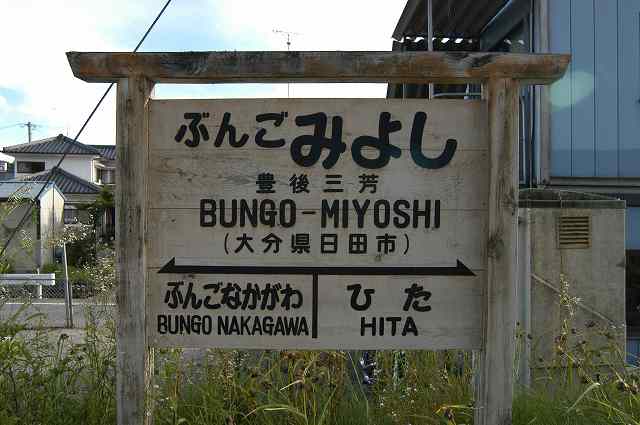 ぶんごみよし
豊後三芳
BUNGO-MIYOSHI
(大分県日田市)
ぶんごなかがわ ひた
BUNGO NAKAGAWA HITA